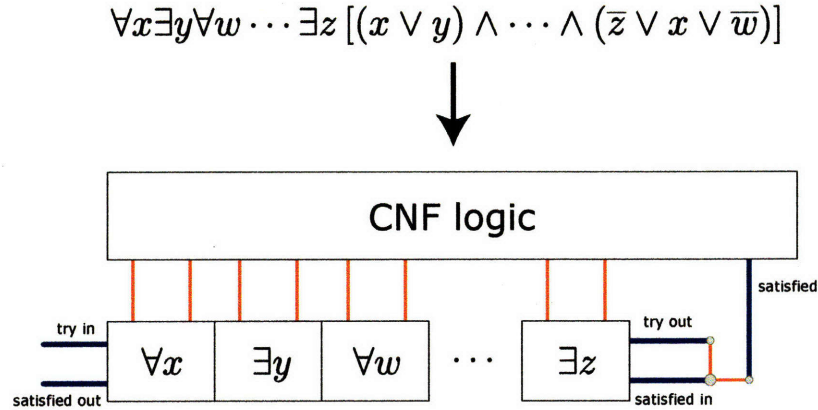 ∀x∃y∀w ⋯ ∃z [(x ∨ y) ∧ ⋯ ∧ (z̅ ∨ x ∨ w̅)]
CNF logic
satisfied
try in
try out
∀x ∃y ∀w ⋯ ∃z
satisfied out
satisfied in